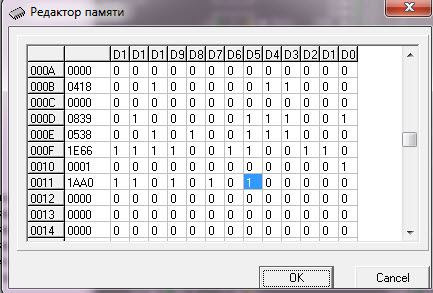 Редактор памяти
D1 D1 D1 D9 D8 D7 D6 D5 D4 D3 D2 D1 D0
000A 0000 0 0 0 0 0 0 0 0 0 0 0 0 0
000B 0418 0 0 1 0 0 0 0 0 1 1 0 0 0
000C 0000 0 0 0 0 0 0 0 0 0 0 0 0 0
000D 0839 0 1 0 0 0 0 0 1 1 1 0 0 1
000E 0538 0 0 1 0 1 0 0 1 1 1 0 0 0
000F 1E66 1 1 1 1 0 0 1 1 0 0 1 1 0
0010 0001 0 0 0 0 0 0 0 0 0 0 0 0 1
0011 1AA0 1 1 0 1 0 1 0 1 0 0 0 0 0
0012 0000 0 0 0 0 0 0 0 0 0 0 0 0 0
0013 0000 0 0 0 0 0 0 0 0 0 0 0 0 0
0014 0000 0 0 0 0 0 0 0 0 0 0 0 0 0
OK Cancel